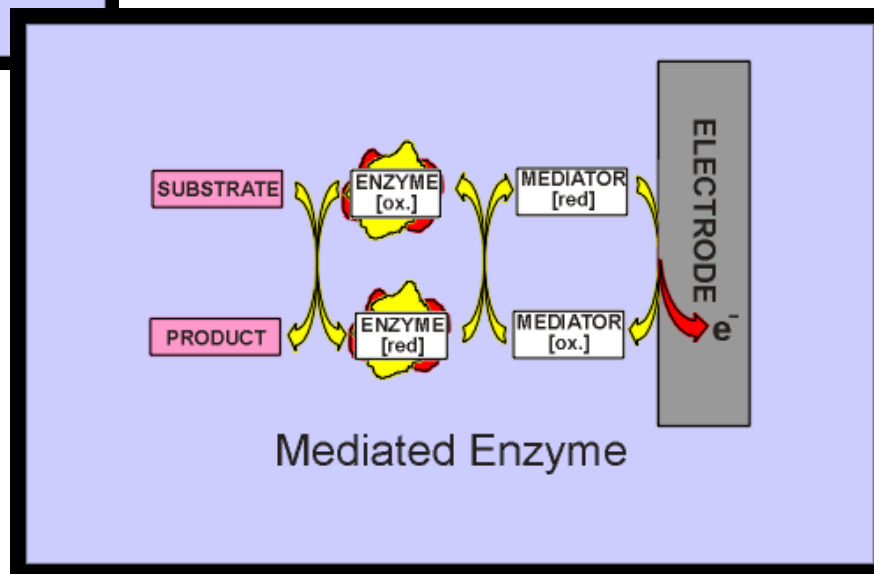 SUBSTRATE
ENZYME
[ox.]
MEDIATOR
[red]
ELECTRODE
PRODUCT
ENZYME
[red]
MEDIATOR
[ox.]
e-
Mediated Enzyme